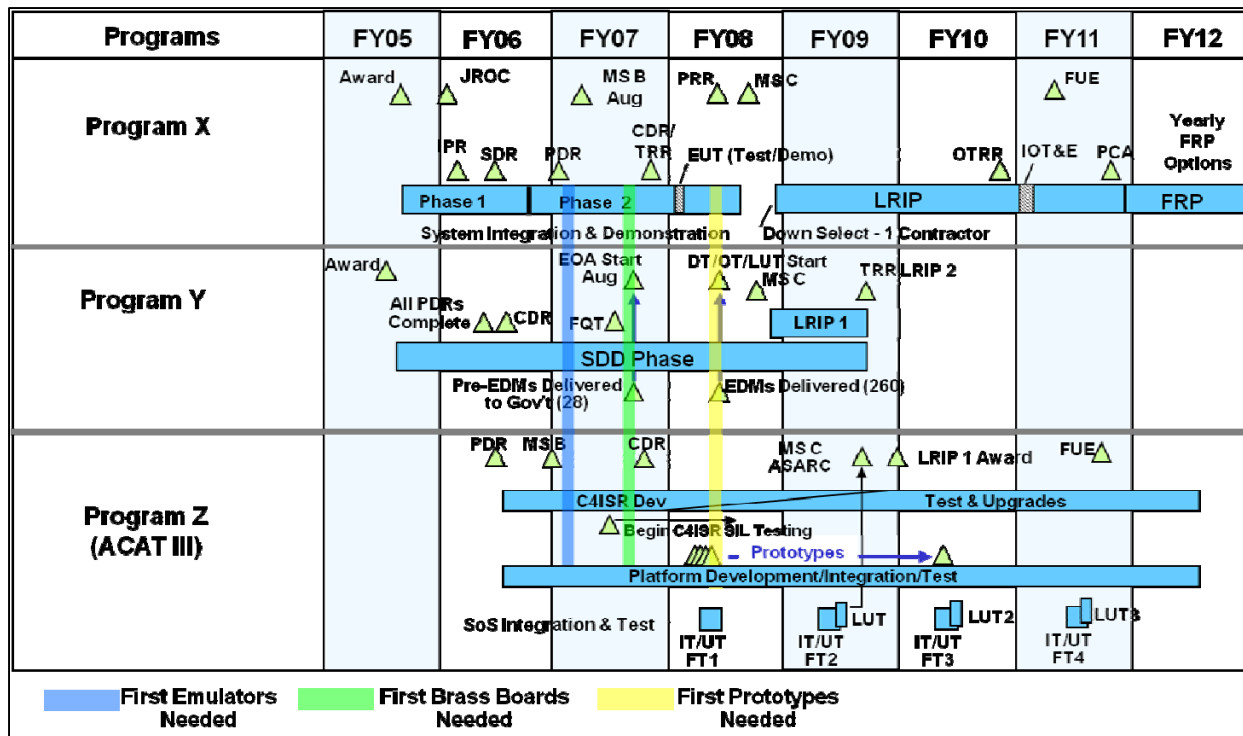 Programs FY05 FY06 FY07 FY08 FY09 FY10 FY11 FY12
Program X
Award
JROC
MS B
Aug
PRR
MS C
FUE
IPR
SDR
PDR
CDR/
TRR
EUT (Test/Demo)
OTRR
IOT&E
PCA
Yearly
FRP
Options
Phase 1
Phase 2
LRIP
FRP
System Integration & Demonstration
Down Select - 1 Contractor
Program Y
Award
EOA Start
Aug
DT/OT/LUT Start
MS C
TRR
LRIP 2
All PDRs
Complete
CDR
FQT
LRIP 1
SDD Phase
Pre-EDMs Delivered
to Gov't (28)
EDMs Delivered (260)
Program Z
(ACAT III)
PDR
MS B
CDR
MS C
ASARC
LRIP 1 Award
FUE
C4ISR Dev
Test & Upgrades
Begin C4ISR SIL Testing
Prototypes
Platform Development/Integration/Test
SoS Integration & Test
LUT
LUT2
LUT3
IT/UT
FT1
IT/UT
FT2
IT/UT
FT3
IT/UT
FT4
First Emulators
Needed
First Brass Boards
Needed
First Prototypes
Needed